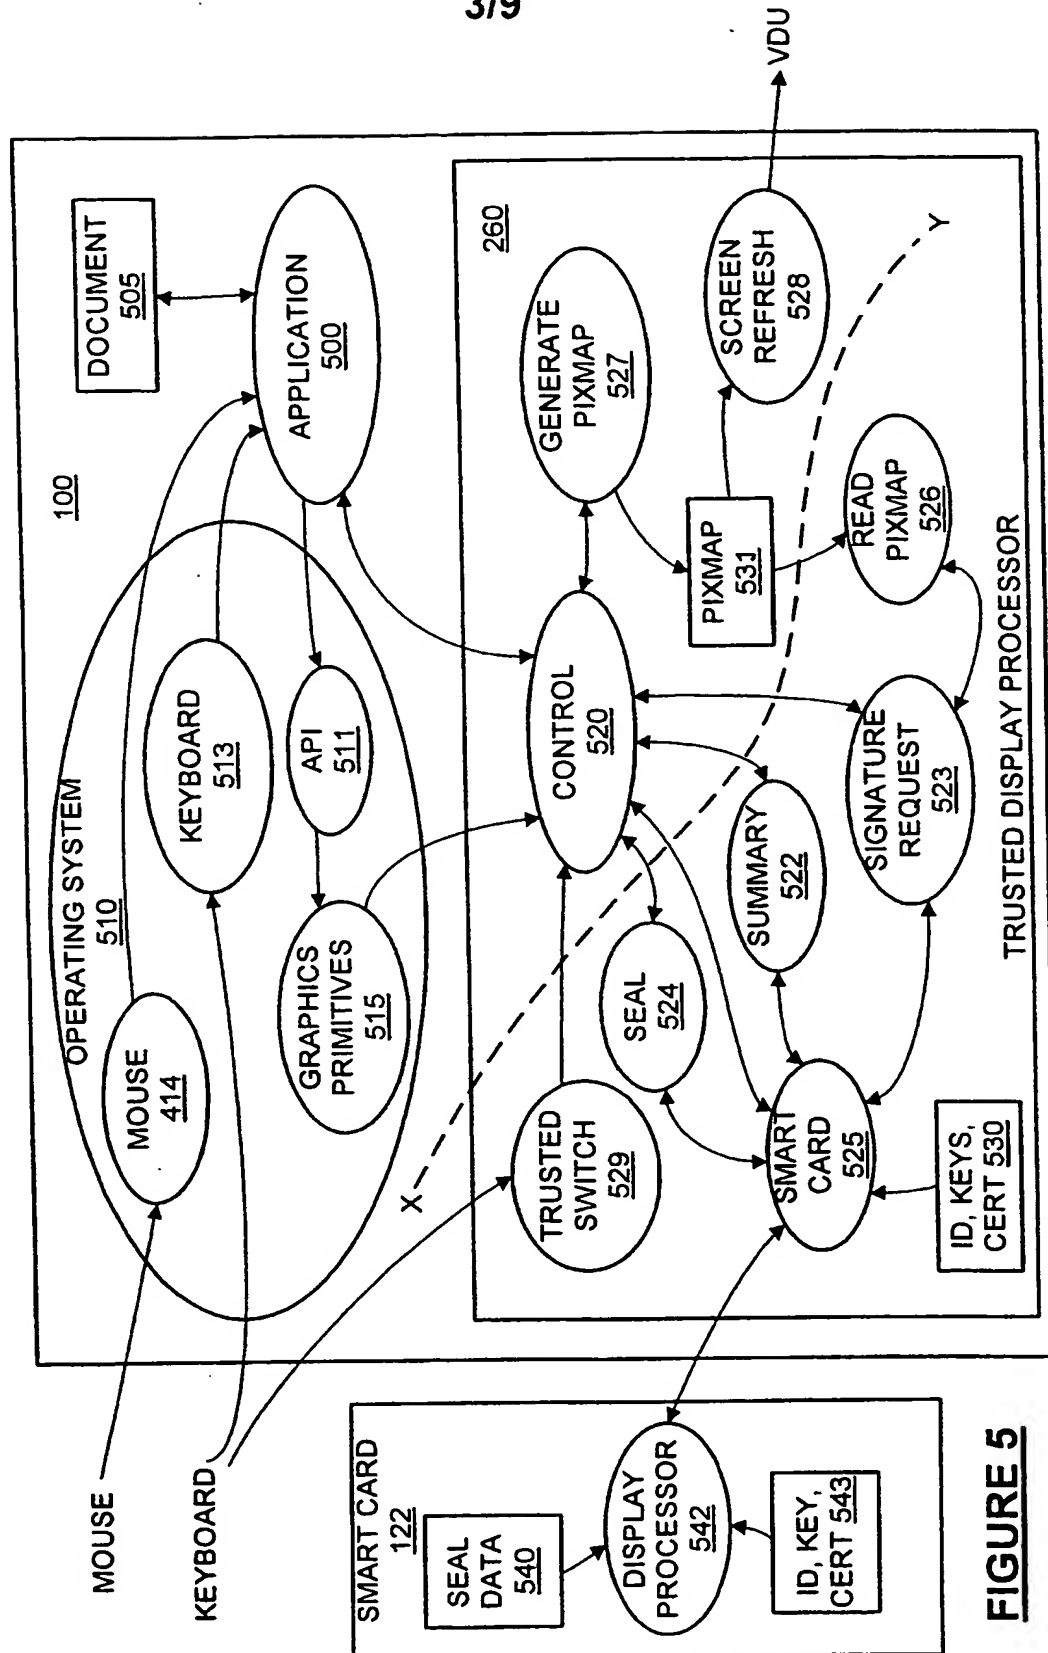 3/9
100
DOCUMENT
505
OPERATING SYSTEM
510
MOUSE
414
KEYBOARD
513
API
511
GRAPHICS
PRIMITIVES
515
APPLICATION
500
MOUSE
KEYBOARD
X
260
TRUSTED
SWITCH
529
CONTROL
520
GENERATE
PIXMAP
527
SEAL
524
SUMMARY
522
PIXMAP
531
SCREEN
REFRESH
528
VDU
SMART
CARD
525
SIGNATURE
REQUEST
523
READ
PIXMAP
526
Y
ID, KEYS,
CERT 530
TRUSTED DISPLAY PROCESSOR
SMART CARD
122
SEAL
DATA
540
DISPLAY
PROCESSOR
542
ID, KEY,
CERT 543
FIGURE 5